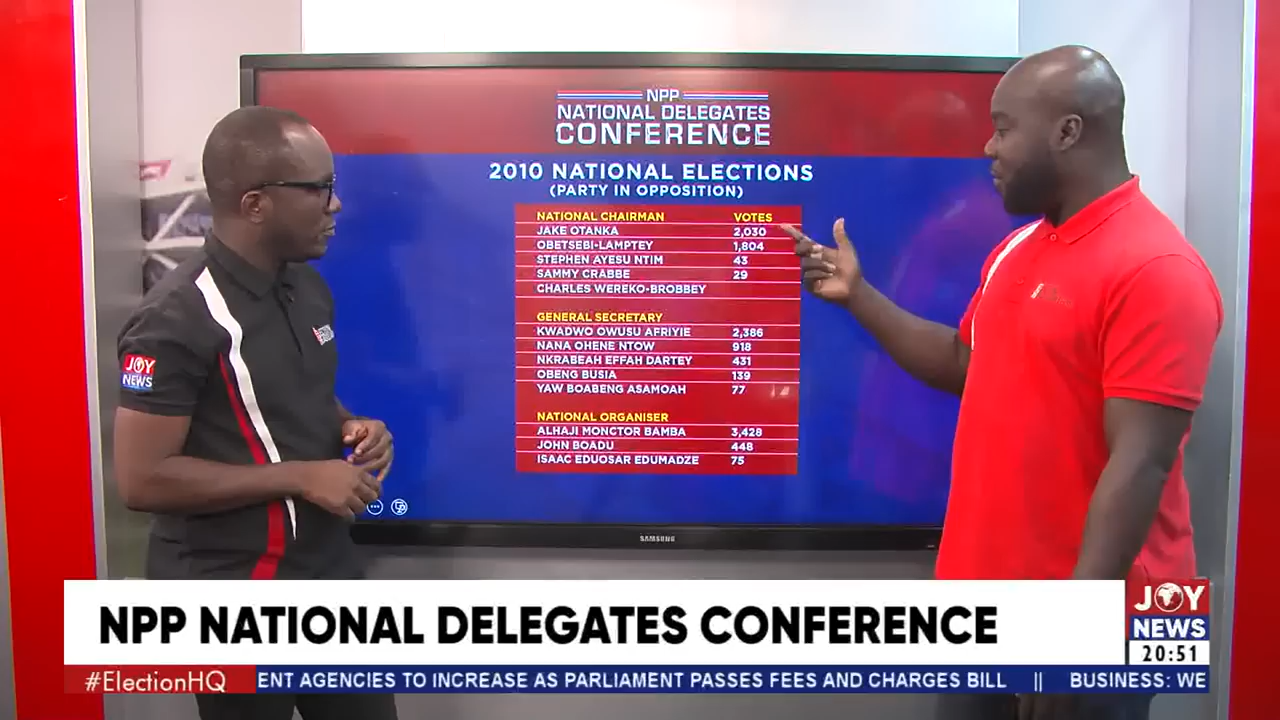 NPP
NATIONAL DELEGATES
CONFERENCE
2010 NATIONAL ELECTIONS
(PARTY IN OPPOSITION)
NATIONAL CHAIRMAN VOTES
JAKE OTANKA 2,030
OBETSEBI-LAMPTEY 1,804
STEPHEN AYESU NTIM 43
SAMMY CRABBE 29
CHARLES WEREKO-BROBBEY
GENERAL SECRETARY
KWADWO OWUSU AFRIYIE 2,386
NANA OHENE NTOW 918
NKRABEAH EFFAH DARTEY 431
OBENG BUSIA 139
YAW BOABENG ASAMOAH 77
NATIONAL ORGANISER
ALHAJI MONCTOR BAMBA 3,428
JOHN BOADU 448
ISAAC EDUOSAR EDUMADZE 75
SAMSUNG
JOY
NEWS
NPP NATIONAL DELEGATES CONFERENCE
JOY
NEWS
20:51
#ElectionHQ
ENT AGENCIES TO INCREASE AS PARLIAMENT PASSES FEES AND CHARGES BILL || BUSINESS: WE